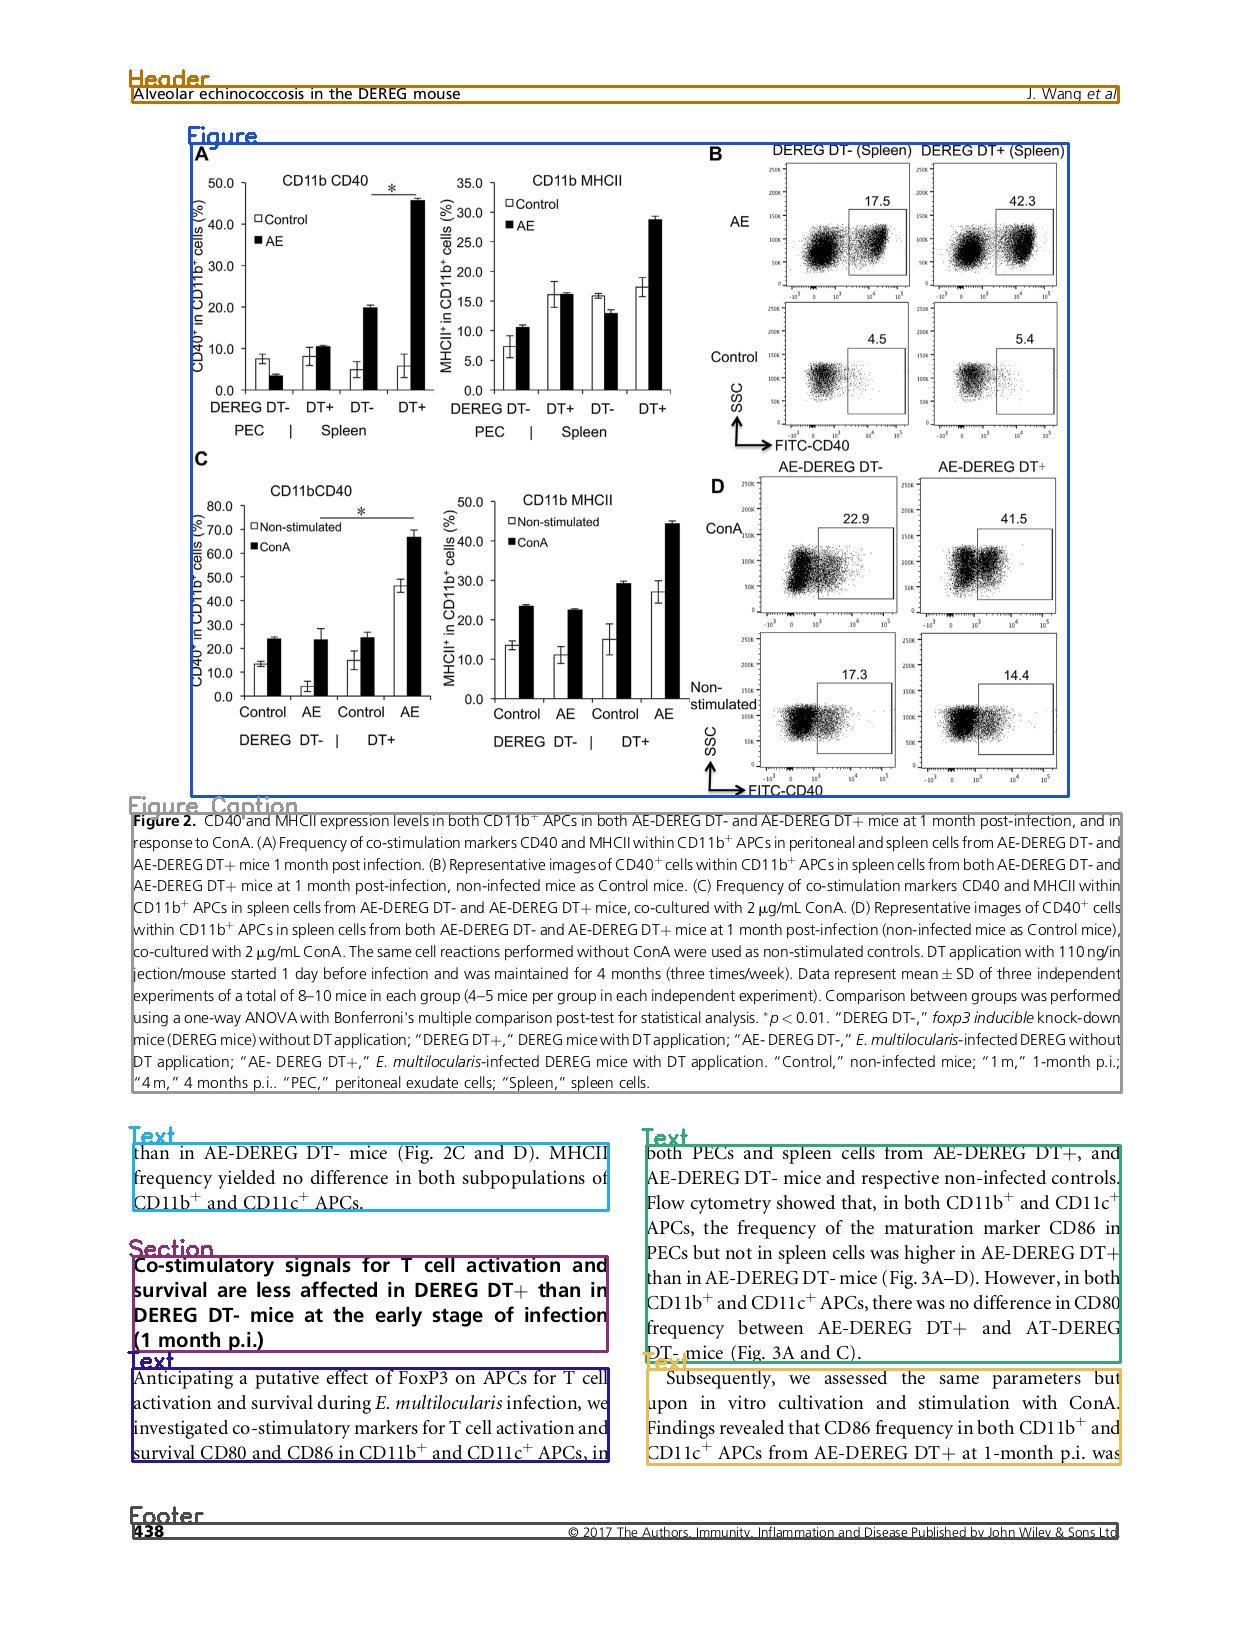 Header
Alveolar echinococcosis in the DEREG mouse J. Wang et al
Figure
A
CD11b CD40
CD40+ in CD11b+ cells (%)
50.0
40.0
30.0
20.0
10.0
0.0
Control
AE
*
DEREG DT- DT+ DT- DT+
PEC | Spleen
CD11b MHCII
MHCII+ in CD11b+ cells (%)
35.0
30.0
25.0
20.0
15.0
10.0
5.0
0.0
Control
AE
DEREG DT- DT+ DT- DT+
PEC | Spleen
B
DEREG DT- (Spleen) DEREG DT+ (Spleen)
AE
17.5 42.3
Control
4.5 5.4
SSC
FITC-CD40
C
CD11bCD40
CD40+ in CD11b+ cells (%)
80.0
70.0
60.0
50.0
40.0
30.0
20.0
10.0
0.0
Non-stimulated
ConA
*
Control AE Control AE
DEREG DT- | DT+
CD11b MHCII
MHCII+ in CD11b+ cells (%)
50.0
40.0
30.0
20.0
10.0
0.0
Non-stimulated
ConA
Control AE Control AE
DEREG DT- | DT+
D
AE-DEREG DT- AE-DEREG DT+
ConA
22.9 41.5
Non-
stimulated
17.3 14.4
SSC
FITC-CD40
Figure Caption
Figure 2. CD40 and MHCII expression levels in both CD11b+ APCs in both AE-DEREG DT- and AE-DEREG DT+ mice at 1 month post-infection, and in
response to ConA. (A) Frequency of co-stimulation markers CD40 and MHCII within CD11b+ APCs in peritoneal and spleen cells from AE-DEREG DT- and
AE-DEREG DT+ mice 1 month post infection. (B) Representative images of CD40+ cells within CD11b+ APCs in spleen cells from both AE-DEREG DT- and
AE-DEREG DT+ mice at 1 month post-infection, non-infected mice as Control mice. (C) Frequency of co-stimulation markers CD40 and MHCII within
CD11b+ APCs in spleen cells from AE-DEREG DT- and AE-DEREG DT+ mice, co-cultured with 2 μg/mL ConA. (D) Representative images of CD40+ cells
within CD11b+ APCs in spleen cells from both AE-DEREG DT- and AE-DEREG DT+ mice at 1 month post-infection (non-infected mice as Control mice),
co-cultured with 2 μg/mL ConA. The same cell reactions performed without ConA were used as non-stimulated controls. DT application with 110 ng/in
jection/mouse started 1 day before infection and was maintained for 4 months (three times/week). Data represent mean ± SD of three independent
experiments of a total of 8–10 mice in each group (4–5 mice per group in each independent experiment). Comparison between groups was performed
using a one-way ANOVA with Bonferroni's multiple comparison post-test for statistical analysis. *p < 0.01. “DEREG DT-,” foxp3 inducible knock-down
mice (DEREG mice) without DT application; “DEREG DT+,” DEREG mice with DT application; “AE- DEREG DT-,” E. multilocularis-infected DEREG without
DT application; “AE- DEREG DT+,” E. multilocularis-infected DEREG mice with DT application. “Control,” non-infected mice; “1 m,” 1-month p.i.;
“4 m,” 4 months p.i.. “PEC,” peritoneal exudate cells; “Spleen,” spleen cells.
Text
than in AE-DEREG DT- mice (Fig. 2C and D). MHCII
frequency yielded no difference in both subpopulations of
CD11b+ and CD11c+ APCs.
Section
Co-stimulatory signals for T cell activation and
survival are less affected in DEREG DT+ than in
DEREG DT- mice at the early stage of infection
(1 month p.i.)
Text
Anticipating a putative effect of FoxP3 on APCs for T cell
activation and survival during E. multilocularis infection, we
investigated co-stimulatory markers for T cell activation and
survival CD80 and CD86 in CD11b+ and CD11c+ APCs, in
Text
both PECs and spleen cells from AE-DEREG DT+, and
AE-DEREG DT- mice and respective non-infected controls.
Flow cytometry showed that, in both CD11b+ and CD11c+
APCs, the frequency of the maturation marker CD86 in
PECs but not in spleen cells was higher in AE-DEREG DT+
than in AE-DEREG DT- mice (Fig. 3A–D). However, in both
CD11b+ and CD11c+ APCs, there was no difference in CD80
frequency between AE-DEREG DT+ and AT-DEREG
DT- mice (Fig. 3A and C).
Text
Subsequently, we assessed the same parameters but
upon in vitro cultivation and stimulation with ConA.
Findings revealed that CD86 frequency in both CD11b+ and
CD11c+ APCs from AE-DEREG DT+ at 1-month p.i. was
Footer
438 © 2017 The Authors. Immunity, Inflammation and Disease Published by John Wiley & Sons Ltd.